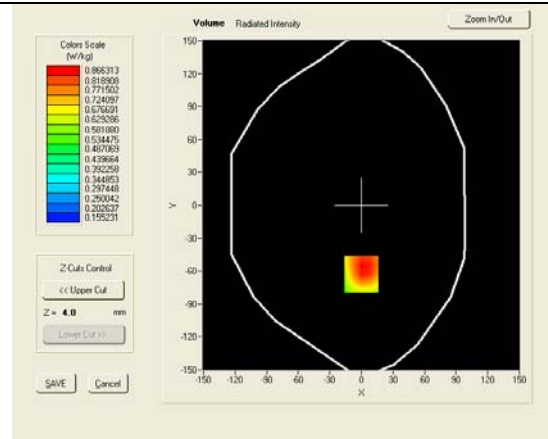 Volume Radiated Intensity
Zoom In/Out
Colors Scale
(W/kg)
0.866313
0.818908
0.771502
0.724097
0.676691
0.629286
0.581880
0.534475
0.487069
0.439664
0.392258
0.344853
0.297448
0.250042
0.202637
0.155231
Z-Cuts Control
<< Upper Cut
Z = 4.0 mm
Lower Cut >>
SAVE Cancel
150-
120-
90-
60-
30-
0-
-30-
-60-
-90-
-120-
-150-
Y
-150 -120 -90 -60 -30 0 30 60 90 120 150
X